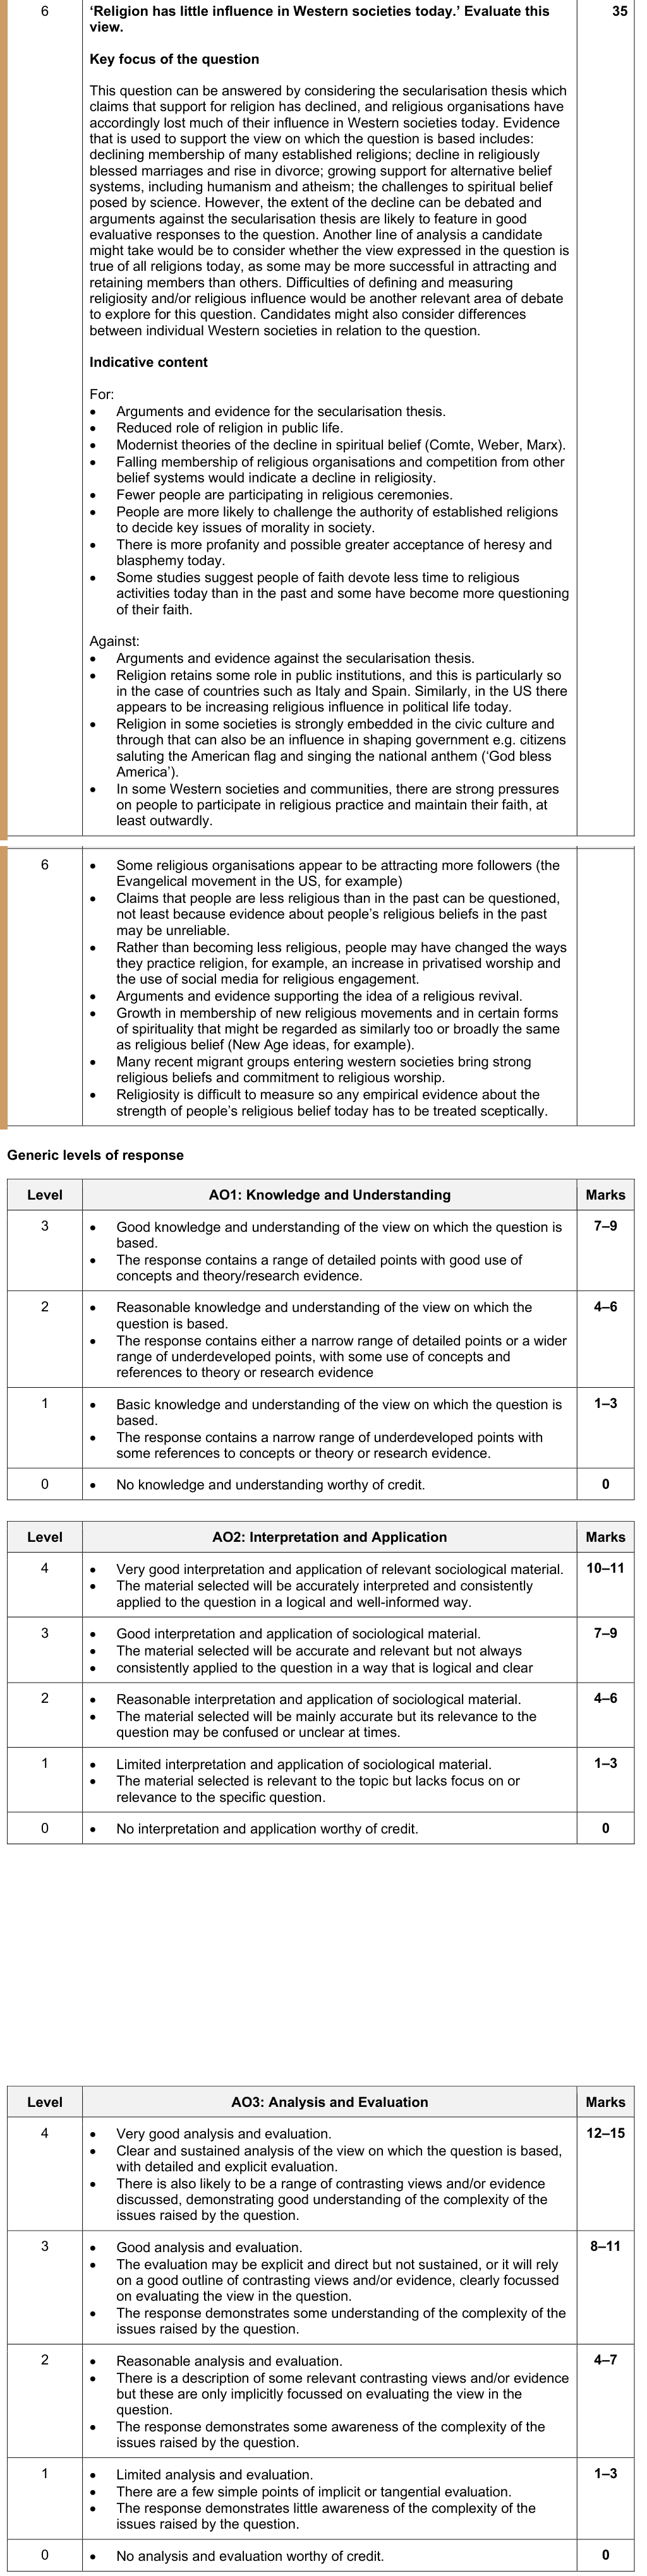 6 ‘Religion has little influence in Western societies today.’ Evaluate this 35
view.
Key focus of the question
This question can be answered by considering the secularisation thesis which
claims that support for religion has declined, and religious organisations have
accordingly lost much of their influence in Western societies today. Evidence
that is used to support the view on which the question is based includes:
declining membership of many established religions; decline in religiously
blessed marriages and rise in divorce; growing support for alternative belief
systems, including humanism and atheism; the challenges to spiritual belief
posed by science. However, the extent of the decline can be debated and
arguments against the secularisation thesis are likely to feature in good
evaluative responses to the question. Another line of analysis a candidate
might take would be to consider whether the view expressed in the question is
true of all religions today, as some may be more successful in attracting and
retaining members than others. Difficulties of defining and measuring
religiosity and/or religious influence would be another relevant area of debate
to explore for this question. Candidates might also consider differences
between individual Western societies in relation to the question.
Indicative content
For:
• Arguments and evidence for the secularisation thesis.
• Reduced role of religion in public life.
• Modernist theories of the decline in spiritual belief (Comte, Weber, Marx).
• Falling membership of religious organisations and competition from other
belief systems would indicate a decline in religiosity.
• Fewer people are participating in religious ceremonies.
• People are more likely to challenge the authority of established religions
to decide key issues of morality in society.
• There is more profanity and possible greater acceptance of heresy and
blasphemy today.
• Some studies suggest people of faith devote less time to religious
activities today than in the past and some have become more questioning
of their faith.
Against:
• Arguments and evidence against the secularisation thesis.
• Religion retains some role in public institutions, and this is particularly so
in the case of countries such as Italy and Spain. Similarly, in the US there
appears to be increasing religious influence in political life today.
• Religion in some societies is strongly embedded in the civic culture and
through that can also be an influence in shaping government e.g. citizens
saluting the American flag and singing the national anthem (‘God bless
America’).
• In some Western societies and communities, there are strong pressures
on people to participate in religious practice and maintain their faith, at
least outwardly.
6 • Some religious organisations appear to be attracting more followers (the
Evangelical movement in the US, for example)
• Claims that people are less religious than in the past can be questioned,
not least because evidence about people’s religious beliefs in the past
may be unreliable.
• Rather than becoming less religious, people may have changed the ways
they practice religion, for example, an increase in privatised worship and
the use of social media for religious engagement.
• Arguments and evidence supporting the idea of a religious revival.
• Growth in membership of new religious movements and in certain forms
of spirituality that might be regarded as similarly too or broadly the same
as religious belief (New Age ideas, for example).
• Many recent migrant groups entering western societies bring strong
religious beliefs and commitment to religious worship.
• Religiosity is difficult to measure so any empirical evidence about the
strength of people’s religious belief today has to be treated sceptically.
Generic levels of response
Level AO1: Knowledge and Understanding Marks
3 • Good knowledge and understanding of the view on which the question is 7–9
based.
• The response contains a range of detailed points with good use of
concepts and theory/research evidence.
2 • Reasonable knowledge and understanding of the view on which the 4–6
question is based.
• The response contains either a narrow range of detailed points or a wider
range of underdeveloped points, with some use of concepts and
references to theory or research evidence
1 • Basic knowledge and understanding of the view on which the question is 1–3
based.
• The response contains a narrow range of underdeveloped points with
some references to concepts or theory or research evidence.
0 • No knowledge and understanding worthy of credit. 0
Level AO2: Interpretation and Application Marks
4 • Very good interpretation and application of relevant sociological material. 10–11
• The material selected will be accurately interpreted and consistently
applied to the question in a logical and well-informed way.
3 • Good interpretation and application of sociological material. 7–9
• The material selected will be accurate and relevant but not always
• consistently applied to the question in a way that is logical and clear
2 • Reasonable interpretation and application of sociological material. 4–6
• The material selected will be mainly accurate but its relevance to the
question may be confused or unclear at times.
1 • Limited interpretation and application of sociological material. 1–3
• The material selected is relevant to the topic but lacks focus on or
relevance to the specific question.
0 • No interpretation and application worthy of credit. 0
Level AO3: Analysis and Evaluation Marks
4 • Very good analysis and evaluation. 12–15
• Clear and sustained analysis of the view on which the question is based,
with detailed and explicit evaluation.
• There is also likely to be a range of contrasting views and/or evidence
discussed, demonstrating good understanding of the complexity of the
issues raised by the question.
3 • Good analysis and evaluation. 8–11
• The evaluation may be explicit and direct but not sustained, or it will rely
on a good outline of contrasting views and/or evidence, clearly focussed
on evaluating the view in the question.
• The response demonstrates some understanding of the complexity of the
issues raised by the question.
2 • Reasonable analysis and evaluation. 4–7
• There is a description of some relevant contrasting views and/or evidence
but these are only implicitly focussed on evaluating the view in the
question.
• The response demonstrates some awareness of the complexity of the
issues raised by the question.
1 • Limited analysis and evaluation. 1–3
• There are a few simple points of implicit or tangential evaluation.
• The response demonstrates little awareness of the complexity of the
issues raised by the question.
0 • No analysis and evaluation worthy of credit. 0